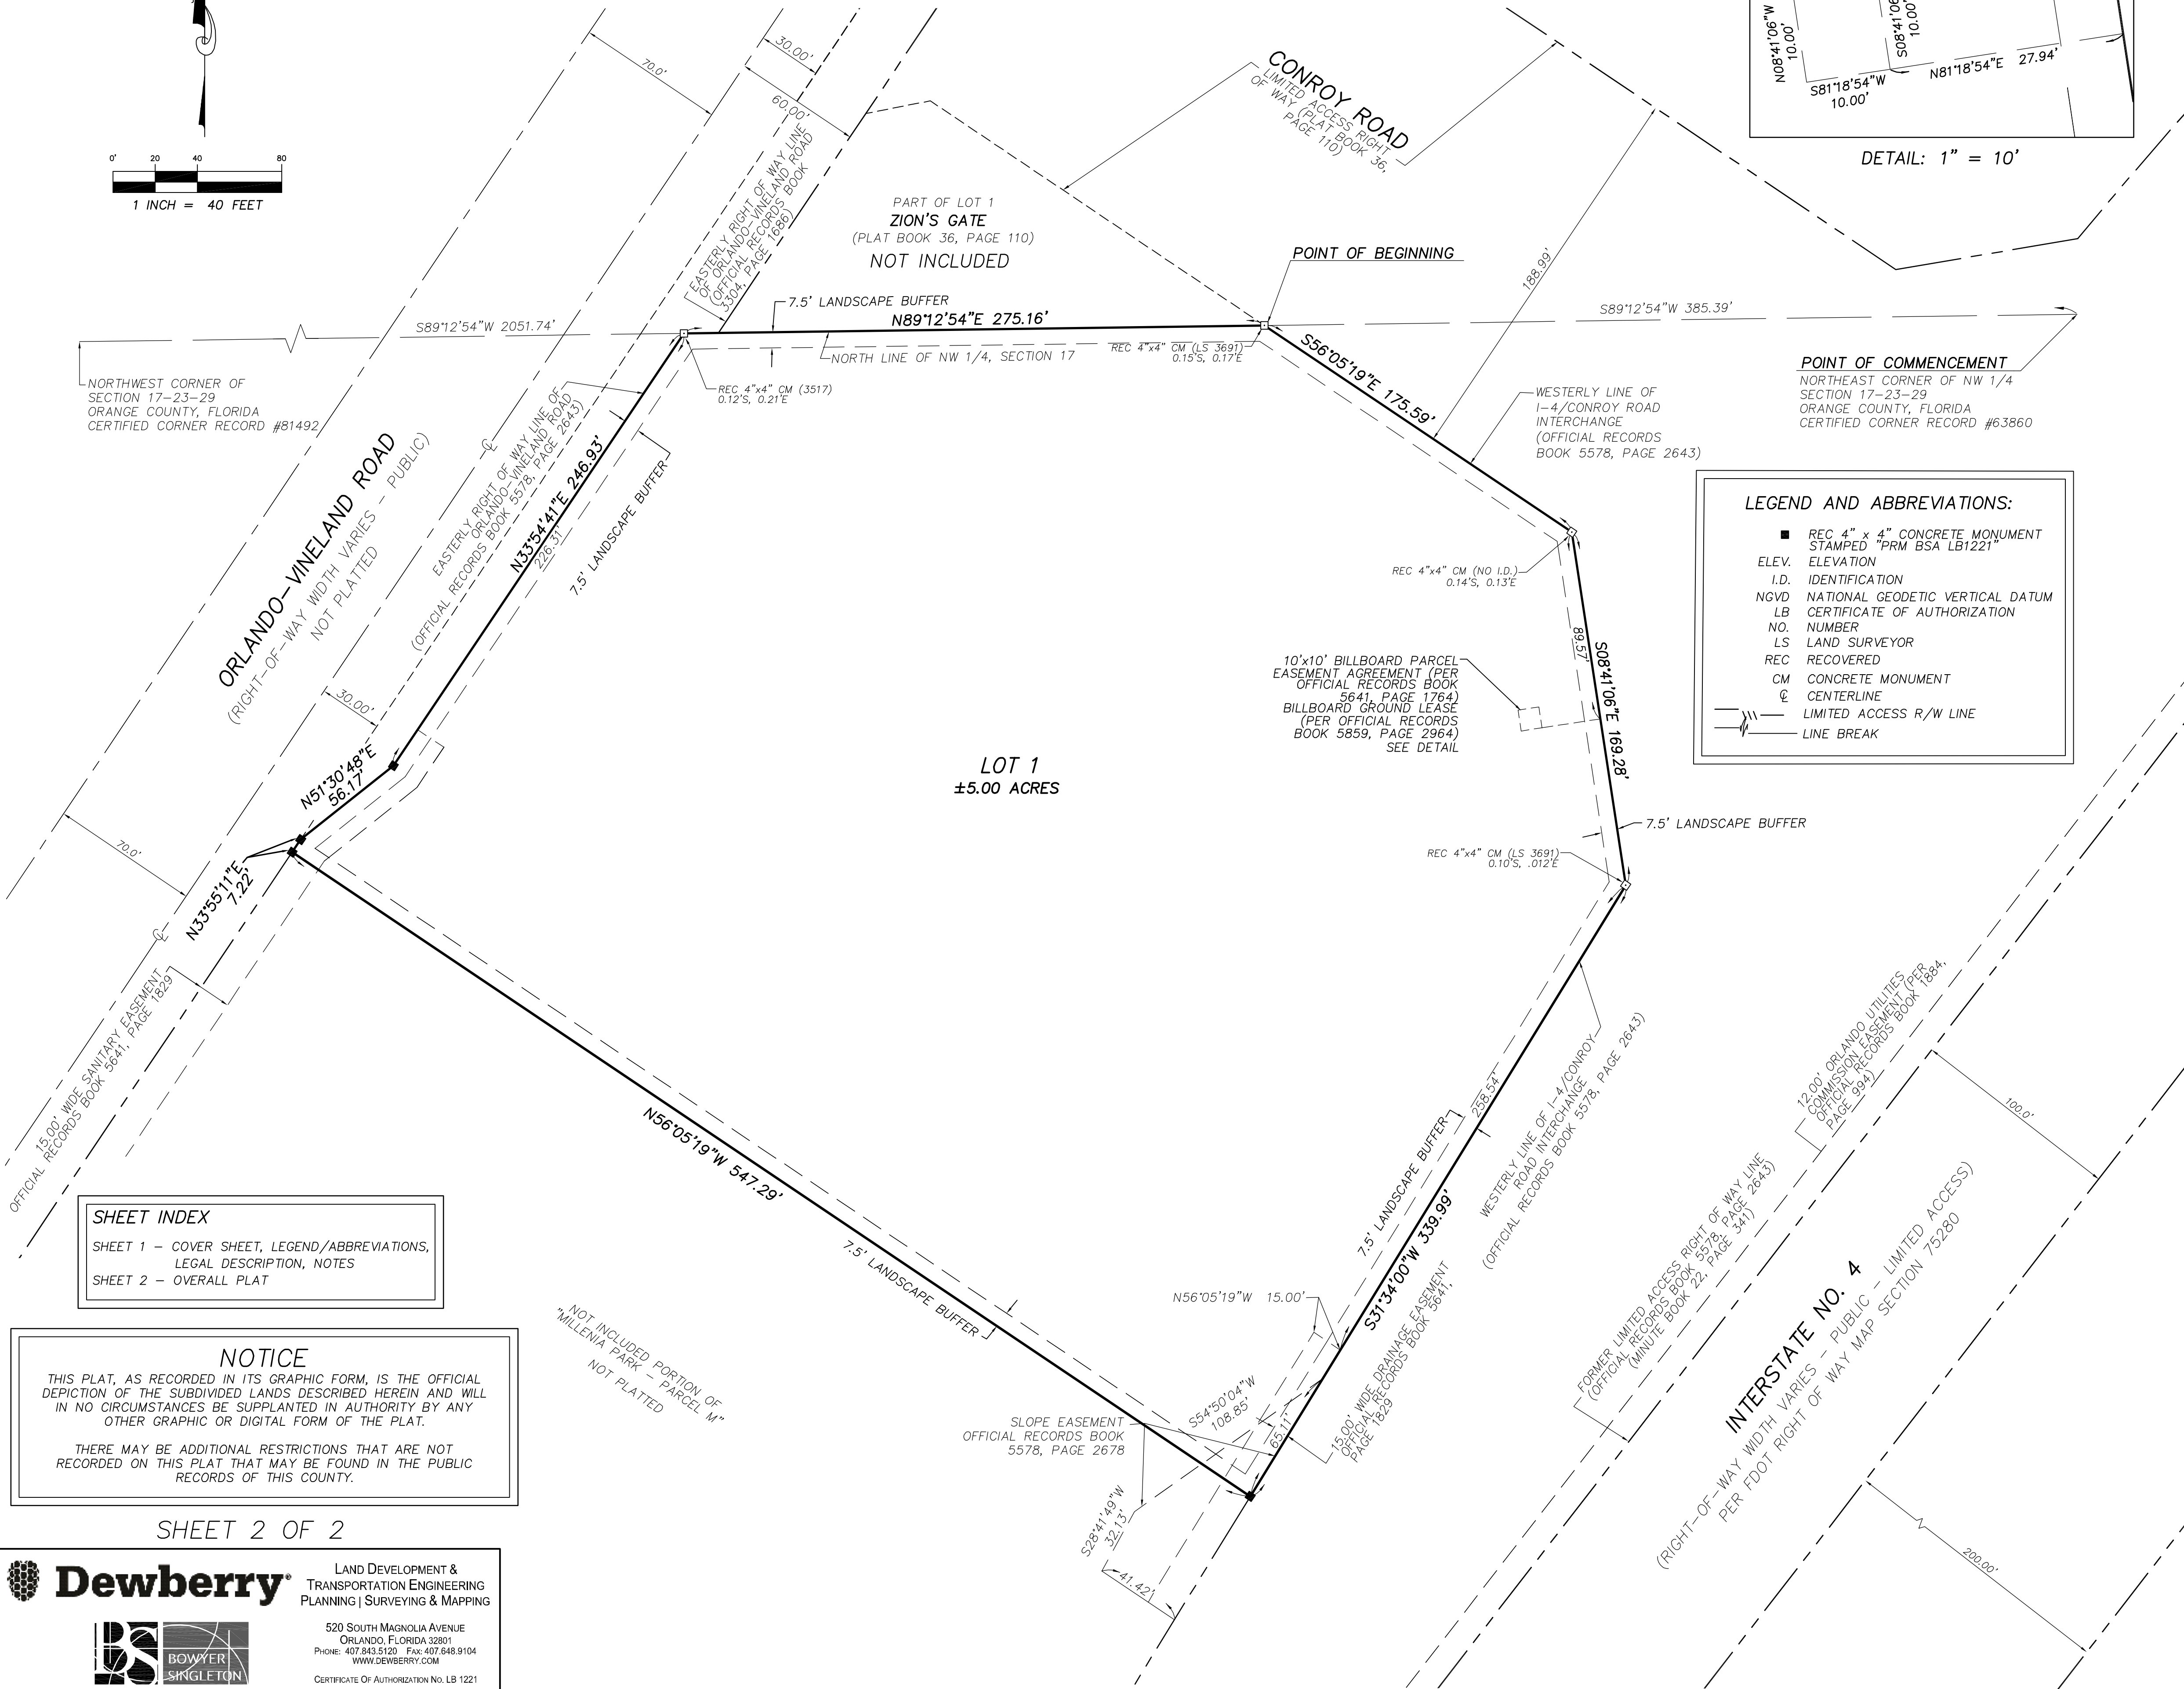 0' 20 40 80
1 INCH = 40 FEET
70.0'
30.00'
60.00'
EASTERLY RIGHT OF WAY LINE
OF ORLANDO-VINELAND ROAD
(OFFICIAL RECORDS BOOK
3304, PAGE 1686)
PART OF LOT 1
ZION'S GATE
(PLAT BOOK 36, PAGE 110)
NOT INCLUDED
CONROY ROAD
LIMITED ACCESS RIGHT
OF WAY (PLAT BOOK 36,
PAGE 110)
188.99'
N08°41'06"W
10.00'
S08°41'06
10.00'
S81°18'54"W
10.00'
N81°18'54"E 27.94'
DETAIL: 1" = 10'
POINT OF BEGINNING
S89°12'54"W 2051.74'
7.5' LANDSCAPE BUFFER
N89°12'54"E 275.16'
NORTH LINE OF NW 1/4, SECTION 17
REC 4"x4" CM (LS 3691)
0.15'S, 0.17'E
S89°12'54"W 385.39'
POINT OF COMMENCEMENT
NORTHEAST CORNER OF NW 1/4
SECTION 17-23-29
ORANGE COUNTY, FLORIDA
CERTIFIED CORNER RECORD #63860
NORTHWEST CORNER OF
SECTION 17-23-29
ORANGE COUNTY, FLORIDA
CERTIFIED CORNER RECORD #81492
REC 4"x4" CM (3517)
0.12'S, 0.21'E
S56°05'19"E 175.59'
WESTERLY LINE OF
I-4/CONROY ROAD
INTERCHANGE
(OFFICIAL RECORDS
BOOK 5578, PAGE 2643)
ORLANDO-VINELAND ROAD
(RIGHT-OF-WAY WIDTH VARIES - PUBLIC)
NOT PLATTED
EASTERLY RIGHT OF WAY LINE OF
ORLANDO-VINELAND ROAD
(OFFICIAL RECORDS BOOK 5578, PAGE 2643)
N33°54'41"E 246.93'
226.31'
7.5' LANDSCAPE BUFFER
REC 4"x4" CM (NO I.D.)
0.14'S, 0.13'E
LEGEND AND ABBREVIATIONS:
REC 4" x 4" CONCRETE MONUMENT
STAMPED "PRM BSA LB1221"
ELEV. ELEVATION
I.D. IDENTIFICATION
NGVD NATIONAL GEODETIC VERTICAL DATUM
LB CERTIFICATE OF AUTHORIZATION
NO. NUMBER
LS LAND SURVEYOR
REC RECOVERED
CM CONCRETE MONUMENT
℄ CENTERLINE
LIMITED ACCESS R/W LINE
LINE BREAK
10'x10' BILLBOARD PARCEL
EASEMENT AGREEMENT (PER
OFFICIAL RECORDS BOOK
5641, PAGE 1764)
BILLBOARD GROUND LEASE
(PER OFFICIAL RECORDS
BOOK 5859, PAGE 2964)
SEE DETAIL
89.57'
S08°41'06"E 169.28'
℄
30.00'
N51°30'48"E
56.17'
LOT 1
±5.00 ACRES
7.5' LANDSCAPE BUFFER
REC 4"x4" CM (LS 3691)
0.10'S, .012'E
70.0'
N33°55'11"E
7.22'
℄
15.00' WIDE SANITARY EASEMENT
OFFICIAL RECORDS BOOK 5641, PAGE 1829
N56°05'19"W 547.29'
7.5' LANDSCAPE BUFFER
258.54'
7.5' LANDSCAPE BUFFER
S31°34'00"W 339.99'
WESTERLY LINE OF I-4/CONROY
ROAD INTERCHANGE
(OFFICIAL RECORDS BOOK 5578, PAGE 2643)
12.00' ORLANDO UTILITIES
COMMISSION EASEMENT (PER
OFFICIAL RECORDS BOOK 1884,
PAGE 994)
100.0'
FORMER LIMITED ACCESS RIGHT OF WAY LINE
(OFFICIAL RECORDS BOOK 5578, PAGE 2643)
(MINUTE BOOK 22, PAGE 341)
INTERSTATE NO. 4
(RIGHT-OF-WAY WIDTH VARIES - PUBLIC - LIMITED ACCESS)
PER FDOT RIGHT OF WAY MAP SECTION 75280
200.00'
N56°05'19"W 15.00'
15.00' WIDE DRAINAGE EASEMENT
OFFICIAL RECORDS BOOK 5641,
PAGE 1829
S54°50'04"W
108.85'
65.11'
SLOPE EASEMENT
OFFICIAL RECORDS BOOK
5578, PAGE 2678
S28°41'49"W
32.13'
41.42'
NOT INCLUDED PORTION OF
"MILLENIA PARK - PARCEL M"
NOT PLATTED
SHEET INDEX
SHEET 1 - COVER SHEET, LEGEND/ABBREVIATIONS,
LEGAL DESCRIPTION, NOTES
SHEET 2 - OVERALL PLAT
NOTICE
THIS PLAT, AS RECORDED IN ITS GRAPHIC FORM, IS THE OFFICIAL
DEPICTION OF THE SUBDIVIDED LANDS DESCRIBED HEREIN AND WILL
IN NO CIRCUMSTANCES BE SUPPLANTED IN AUTHORITY BY ANY
OTHER GRAPHIC OR DIGITAL FORM OF THE PLAT.
THERE MAY BE ADDITIONAL RESTRICTIONS THAT ARE NOT
RECORDED ON THIS PLAT THAT MAY BE FOUND IN THE PUBLIC
RECORDS OF THIS COUNTY.
SHEET 2 OF 2
Dewberry®
BS BOWYER
SINGLETON
LAND DEVELOPMENT &
TRANSPORTATION ENGINEERING
PLANNING | SURVEYING & MAPPING
520 SOUTH MAGNOLIA AVENUE
ORLANDO, FLORIDA 32801
PHONE: 407.843.5120 FAX: 407.648.9104
WWW.DEWBERRY.COM
CERTIFICATE OF AUTHORIZATION NO. LB 1221